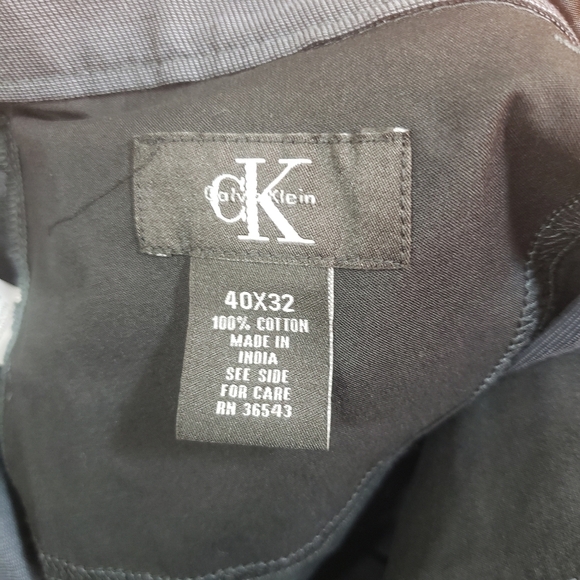 cK
Calvin Klein
40X32
100% COTTON
MADE IN
INDIA
SEE SIDE
FOR CARE
RN 36543